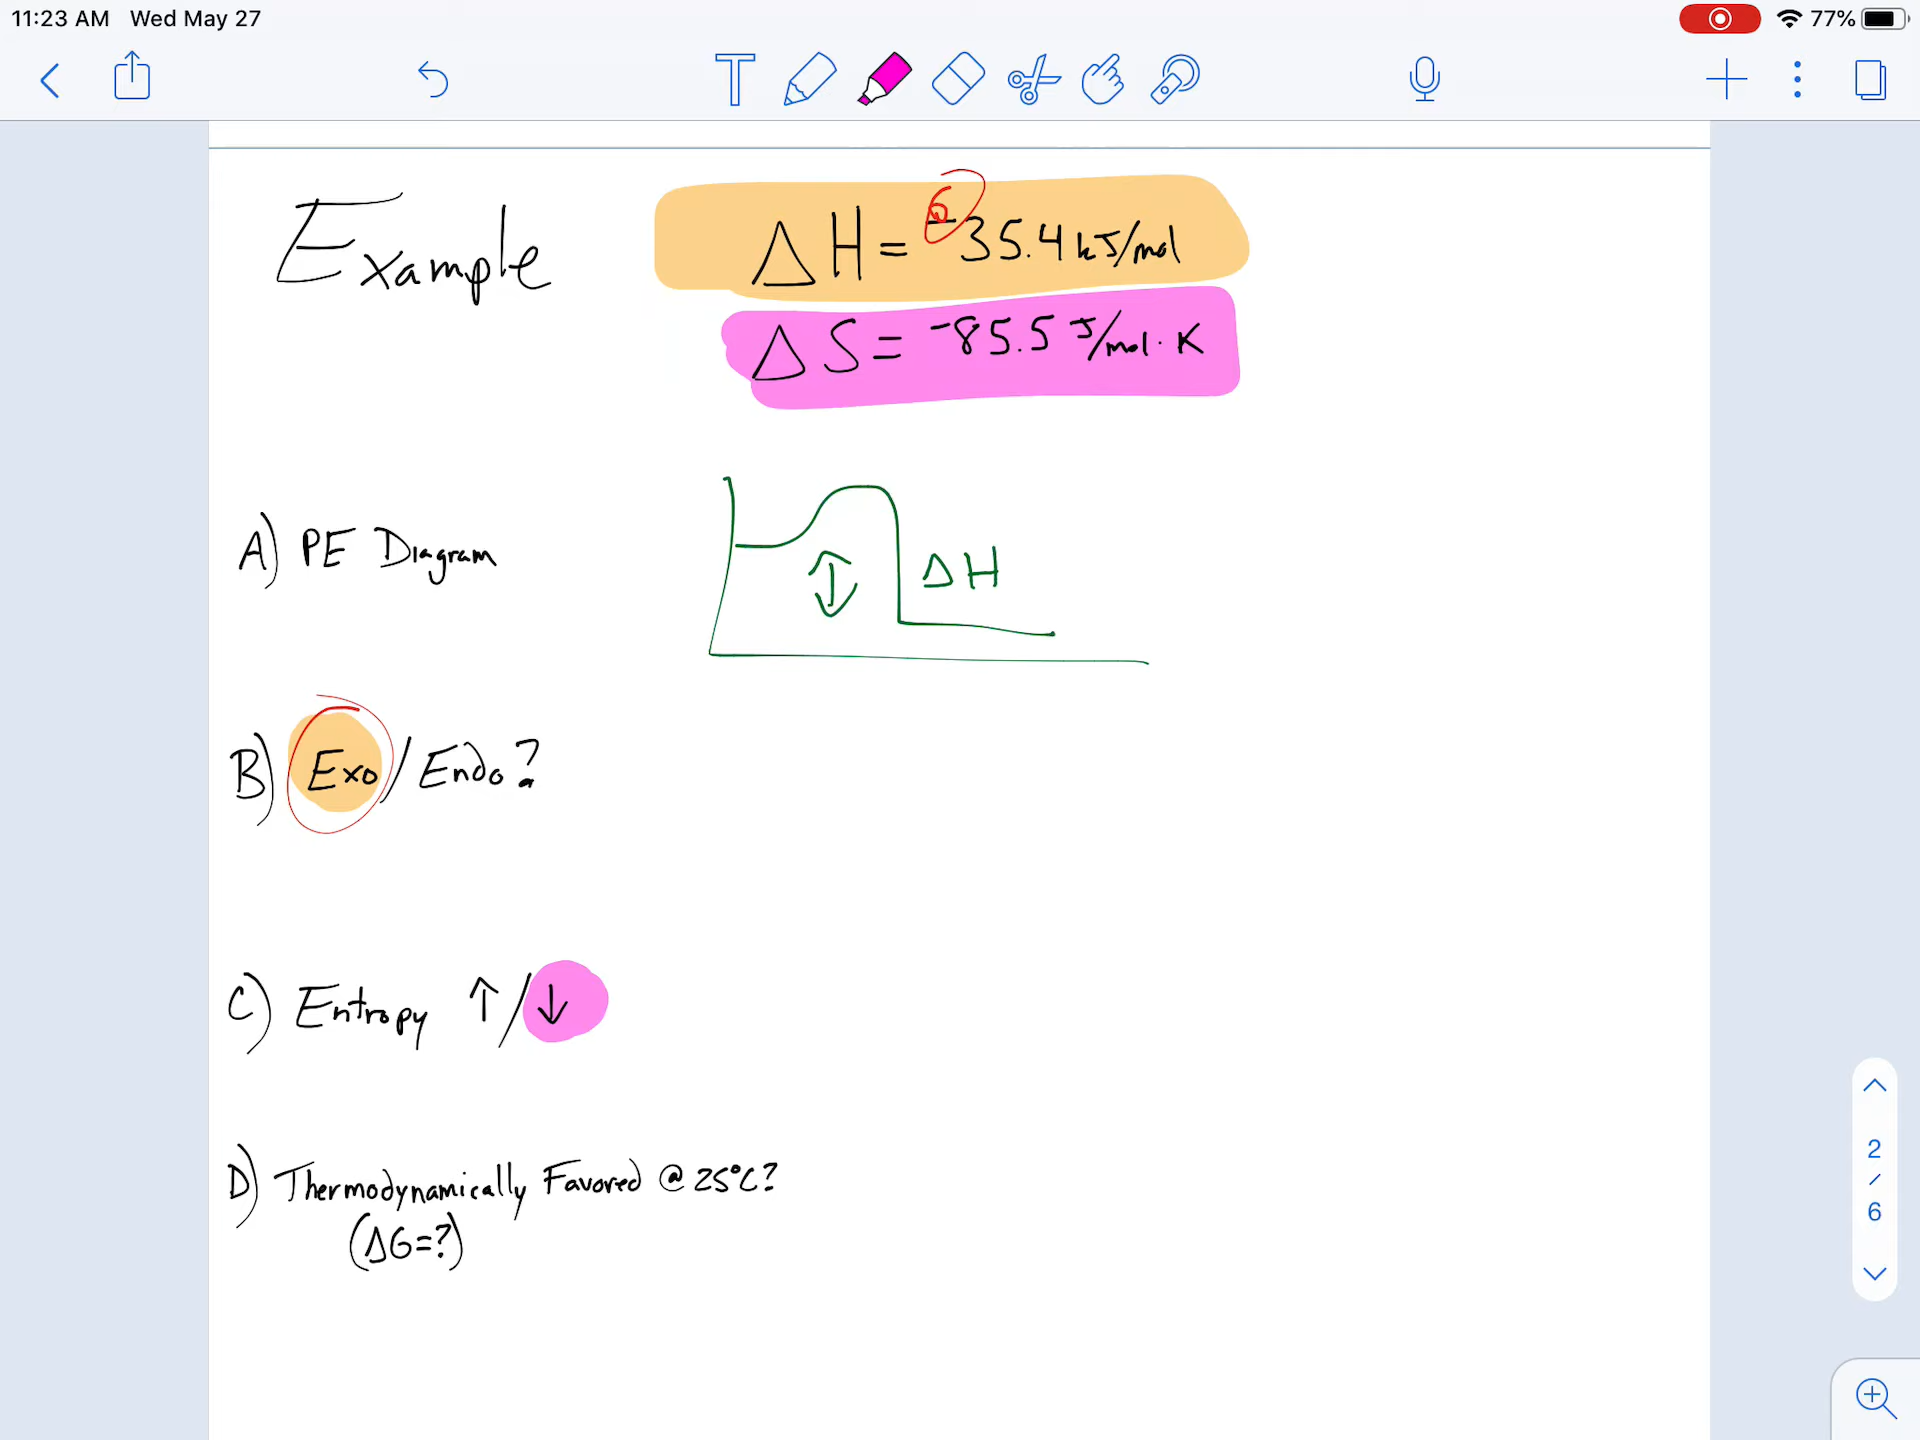 11:23 AM Wed May 27
77%
T
Example
ΔH = -35.4 kJ/mol
ΔS = -85.5 J/mol·K
A) PE Diagram
ΔH
B) Exo/Endo?
C) Entropy ↑/↓
D) Thermodynamically Favored @ 25°C?
(ΔG=?)
2
/
6